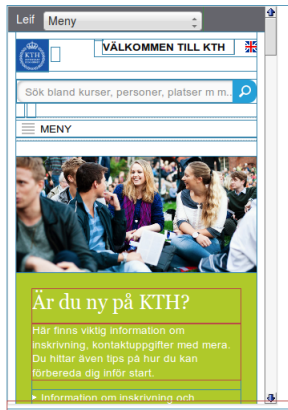 Leif Meny
KTH
VÄLKOMMEN TILL KTH
Sök bland kurser, personer, platser m m..
MENY
Är du ny på KTH?
Här finns viktig information om
inskrivning, kontaktuppgifter med mera.
Du hittar även tips på hur du kan
förbereda dig inför start.
Information om inskrivning och